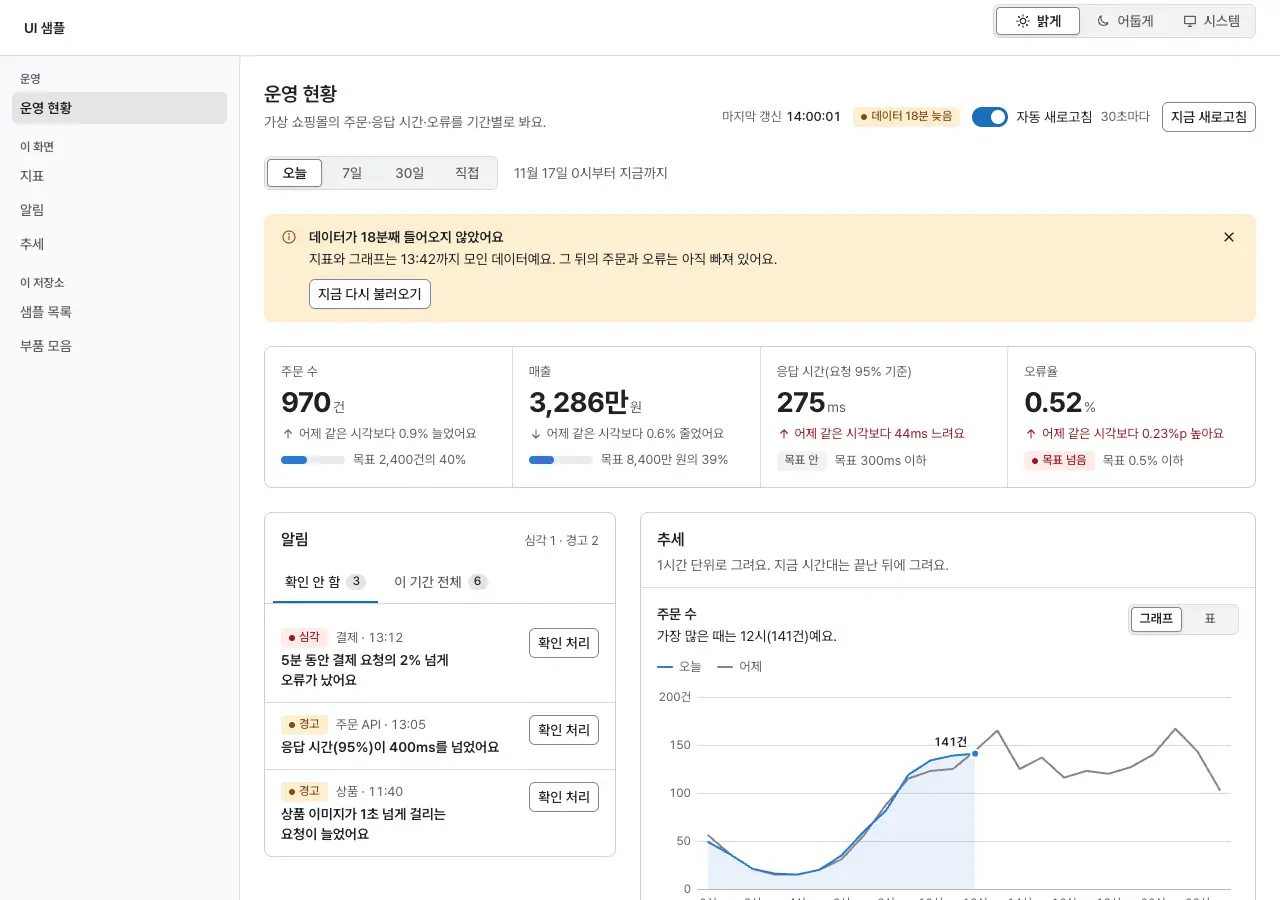 UI 샘플
밝게
어둡게
시스템
운영
운영 현황
이 화면
지표
알림
추세
이 저장소
샘플 목록
부품 모음
운영 현황
가상 쇼핑몰의 주문·응답 시간·오류를 기간별로 봐요.
마지막 갱신 14:00:01
데이터 18분 늦음
자동 새로고침 30초마다
지금 새로고침
오늘
7일
30일
직접
11월 17일 0시부터 지금까지
데이터가 18분째 들어오지 않았어요
지표와 그래프는 13:42까지 모인 데이터예요. 그 뒤의 주문과 오류는 아직 빠져 있어요.
지금 다시 불러오기
주문 수
970건
↑ 어제 같은 시각보다 0.9% 늘었어요
목표 2,400건의 40%
매출
3,286만원
↓ 어제 같은 시각보다 0.6% 줄었어요
목표 8,400만 원의 39%
응답 시간(요청 95% 기준)
275ms
↑ 어제 같은 시각보다 44ms 느려요
목표 안 목표 300ms 이하
오류율
0.52%
↑ 어제 같은 시각보다 0.23%p 높아요
목표 넘음 목표 0.5% 이하
알림
심각 1 · 경고 2
확인 안 함 3
이 기간 전체 6
심각 결제 · 13:12
5분 동안 결제 요청의 2% 넘게
오류가 났어요
확인 처리
경고 주문 API · 13:05
응답 시간(95%)이 400ms를 넘었어요
확인 처리
경고 상품 · 11:40
상품 이미지가 1초 넘게 걸리는
요청이 늘었어요
확인 처리
추세
1시간 단위로 그려요. 지금 시간대는 끝난 뒤에 그려요.
주문 수
가장 많은 때는 12시(141건)예요.
그래프
표
오늘
어제
200건
150
100
50
0
141건